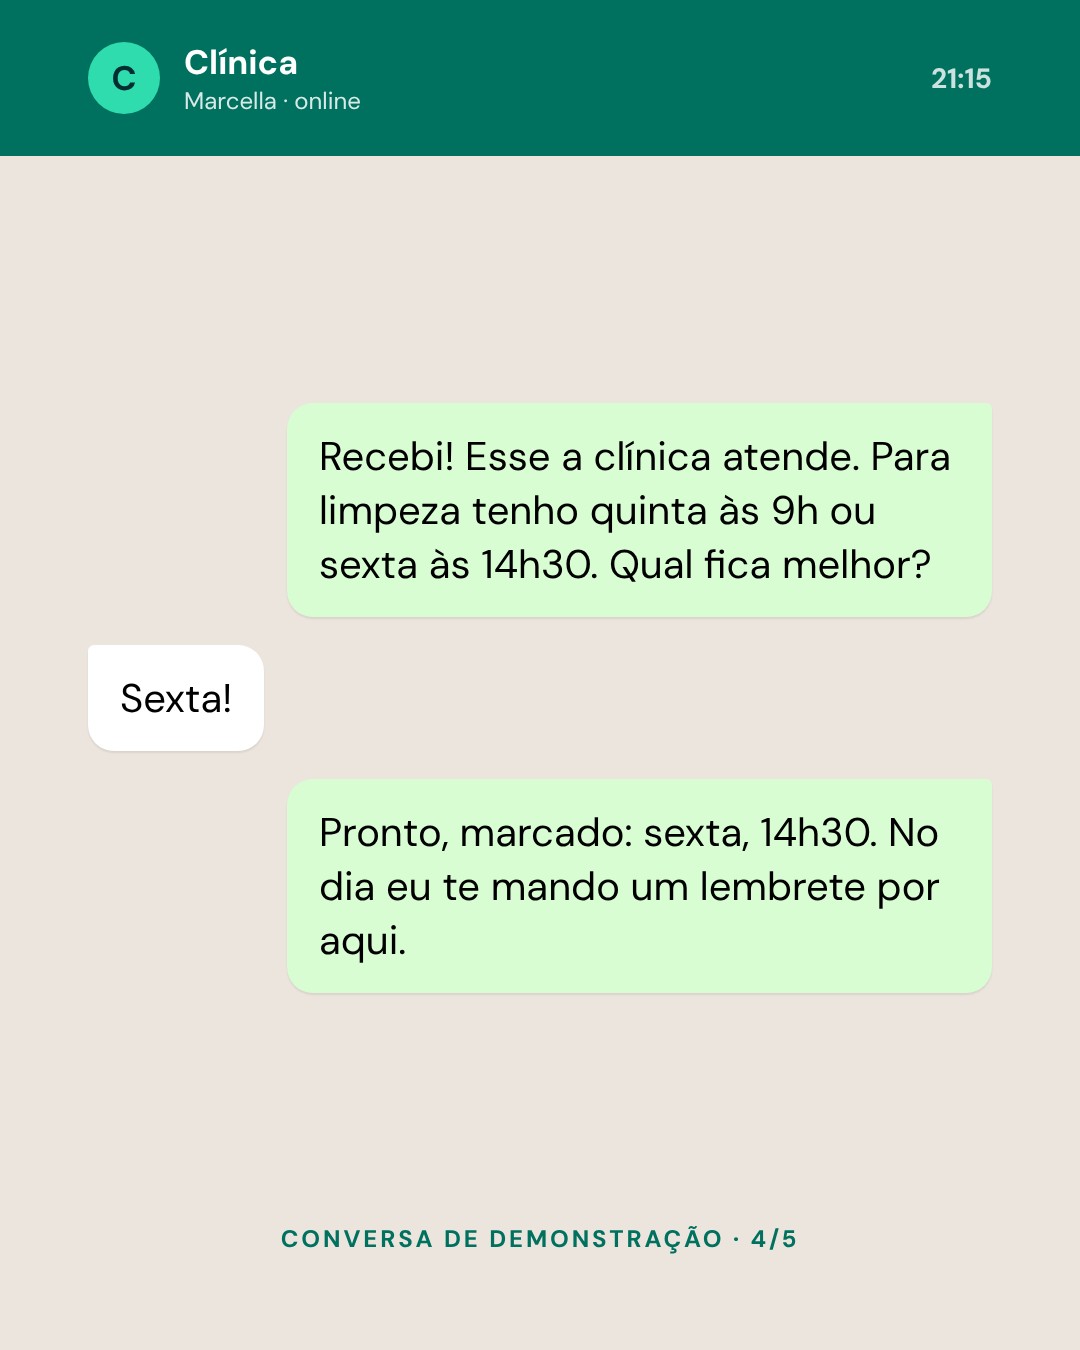 C
Clínica
Marcella · online
21:15
Recebi! Esse a clínica atende. Para
limpeza tenho quinta às 9h ou
sexta às 14h30. Qual fica melhor?
Sexta!
Pronto, marcado: sexta, 14h30. No
dia eu te mando um lembrete por
aqui.
CONVERSA DE DEMONSTRAÇÃO · 4/5